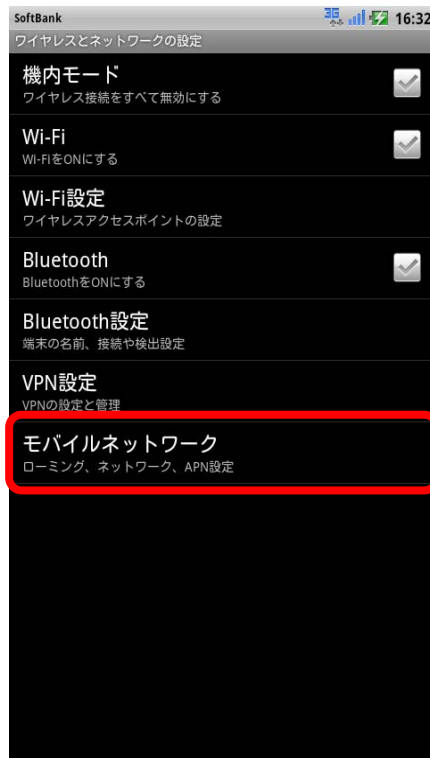 SoftBank 3G 16:32
ワイヤレスとネットワークの設定
機内モード
ワイヤレス接続をすべて無効にする
Wi-Fi
Wi-FiをONにする
Wi-Fi設定
ワイヤレスアクセスポイントの設定
Bluetooth
BluetoothをONにする
Bluetooth設定
端末の名前、接続や検出設定
VPN設定
VPNの設定と管理
モバイルネットワーク
ローミング、ネットワーク、APN設定